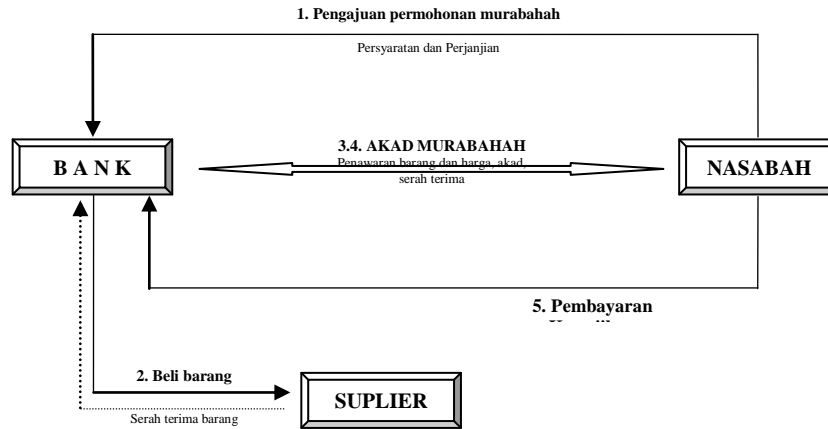 1. Pengajuan permohonan murabahah
Persyaratan dan Perjanjian
3.4. AKAD MURABAHAH
Penawaran barang dan harga, akad,
serah terima
B A N K
NASABAH
5. Pembayaran
2. Beli barang
SUPLIER
Serah terima barang